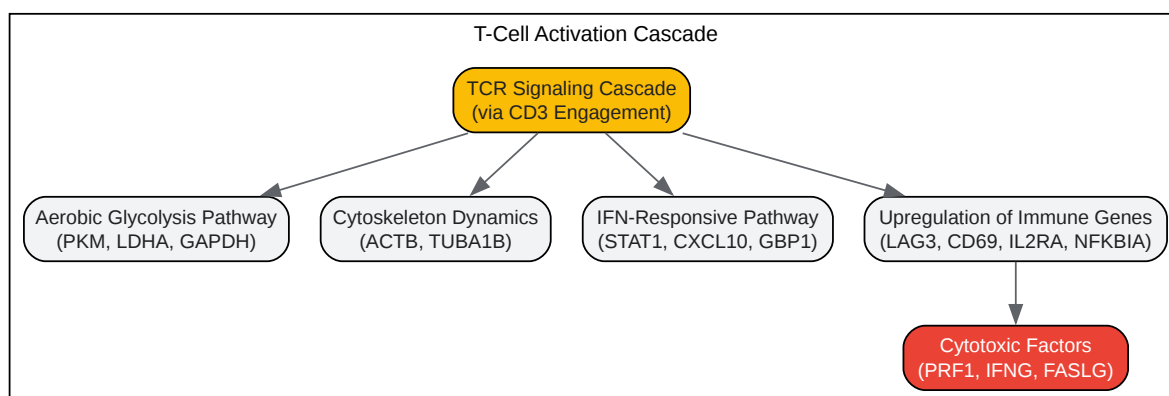 T-Cell Activation Cascade
TCR Signaling Cascade
(via CD3 Engagement)
Aerobic Glycolysis Pathway
(PKM, LDHA, GAPDH)
Cytoskeleton Dynamics
(ACTB, TUBA1B)
IFN-Responsive Pathway
(STAT1, CXCL10, GBP1)
Upregulation of Immune Genes
(LAG3, CD69, IL2RA, NFKBIA)
Cytotoxic Factors
(PRF1, IFNG, FASLG)